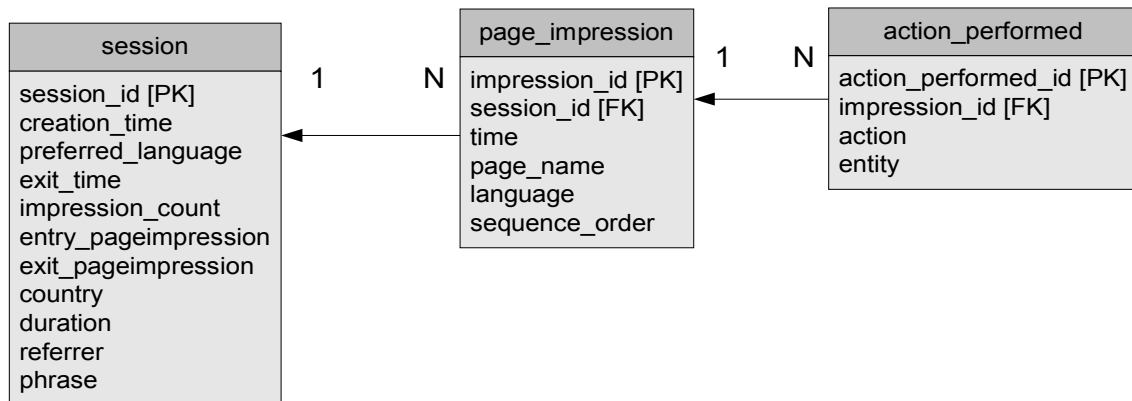 session
session_id [PK]
creation_time
preferred_language
exit_time
impression_count
entry_pageimpression
exit_pageimpression
country
duration
referrer
phrase
1
N
page_impression
impression_id [PK]
session_id [FK]
time
page_name
language
sequence_order
1
N
action_performed
action_performed_id [PK]
impression_id [FK]
action
entity